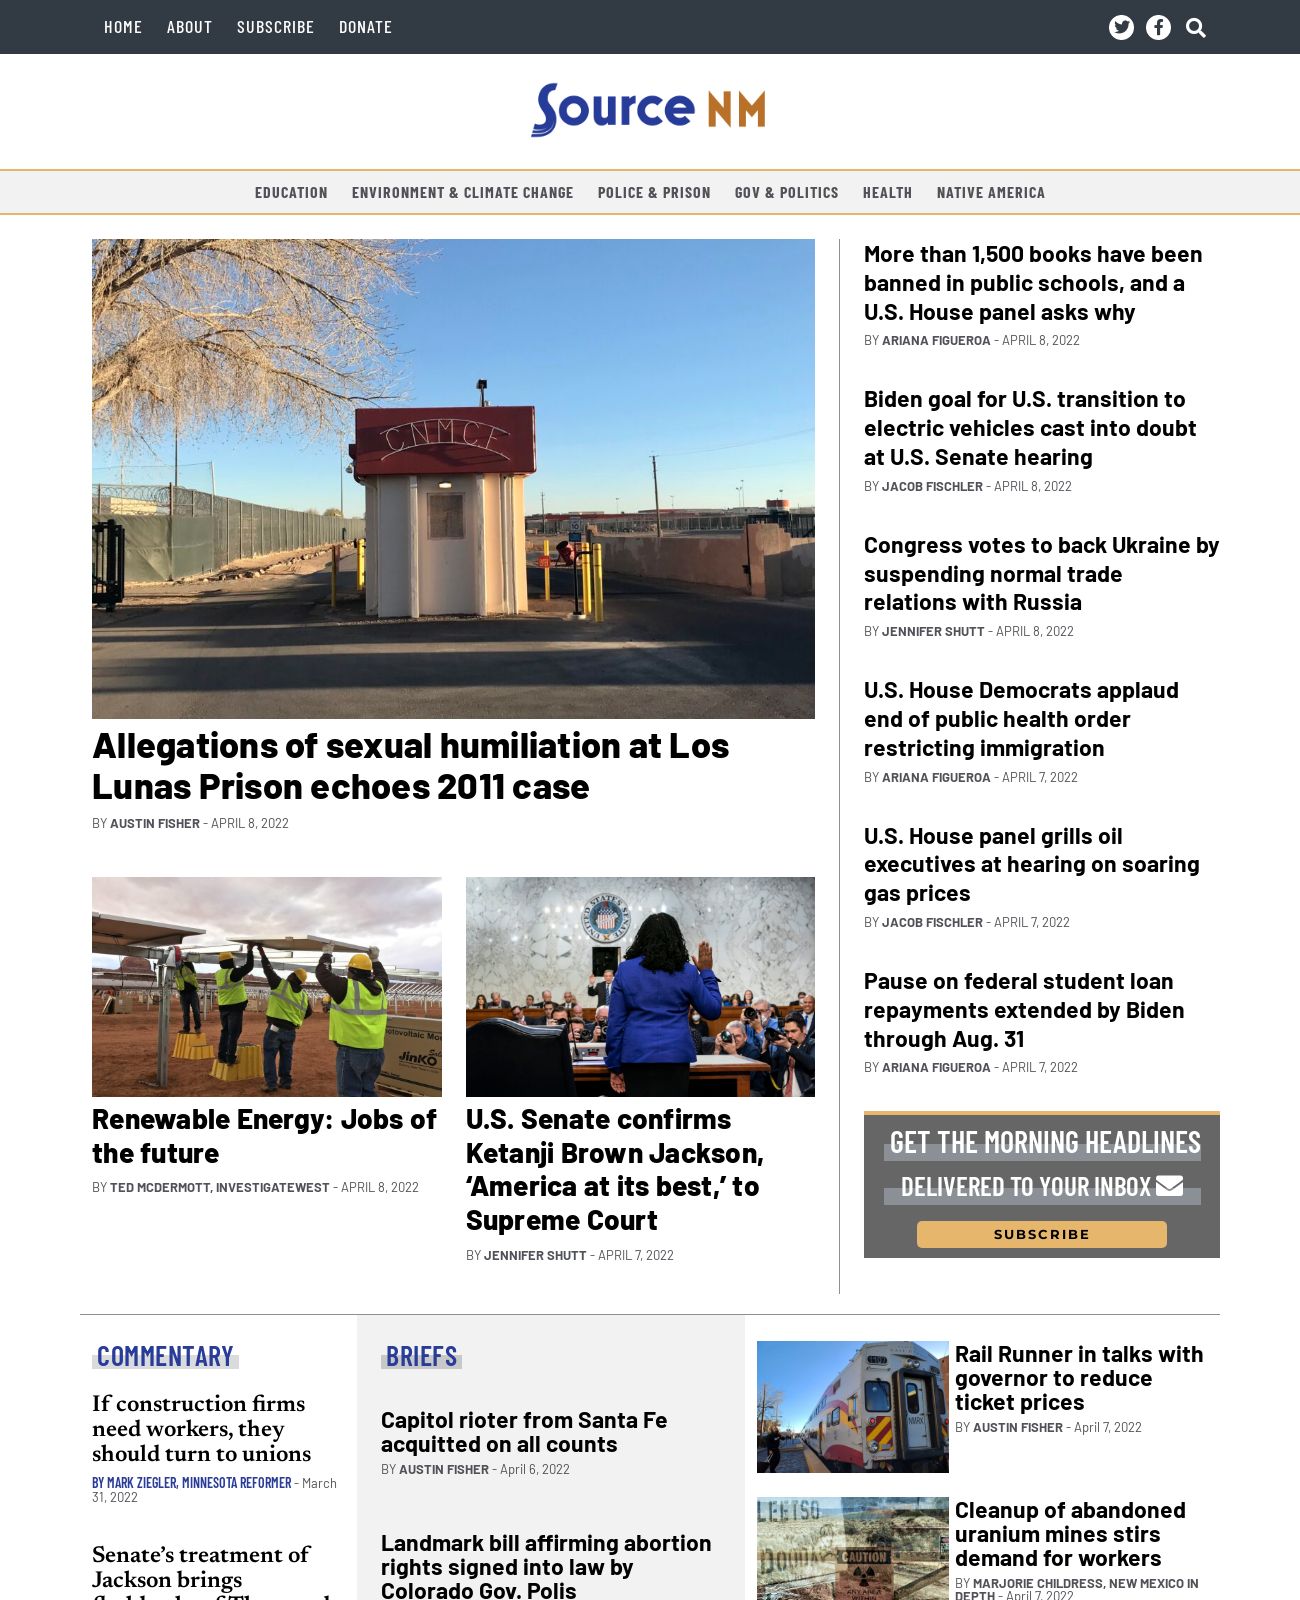 HOME ABOUT SUBSCRIBE DONATE
Source NM
EDUCATION ENVIRONMENT & CLIMATE CHANGE POLICE & PRISON GOV & POLITICS HEALTH NATIVE AMERICA
CNMCF
Allegations of sexual humiliation at Los
Lunas Prison echoes 2011 case
BY AUSTIN FISHER - APRIL 8, 2022
JinKO
Renewable Energy: Jobs of
the future
BY TED MCDERMOTT, INVESTIGATEWEST - APRIL 8, 2022
U.S. Senate confirms
Ketanji Brown Jackson,
‘America at its best,’ to
Supreme Court
BY JENNIFER SHUTT - APRIL 7, 2022
More than 1,500 books have been
banned in public schools, and a
U.S. House panel asks why
BY ARIANA FIGUEROA - APRIL 8, 2022
Biden goal for U.S. transition to
electric vehicles cast into doubt
at U.S. Senate hearing
BY JACOB FISCHLER - APRIL 8, 2022
Congress votes to back Ukraine by
suspending normal trade
relations with Russia
BY JENNIFER SHUTT - APRIL 8, 2022
U.S. House Democrats applaud
end of public health order
restricting immigration
BY ARIANA FIGUEROA - APRIL 7, 2022
U.S. House panel grills oil
executives at hearing on soaring
gas prices
BY JACOB FISCHLER - APRIL 7, 2022
Pause on federal student loan
repayments extended by Biden
through Aug. 31
BY ARIANA FIGUEROA - APRIL 7, 2022
GET THE MORNING HEADLINES
DELIVERED TO YOUR INBOX
SUBSCRIBE
COMMENTARY
If construction firms
need workers, they
should turn to unions
BY MARK ZIEGLER, MINNESOTA REFORMER - March
31, 2022
Senate’s treatment of
Jackson brings
BRIEFS
Capitol rioter from Santa Fe
acquitted on all counts
BY AUSTIN FISHER - April 6, 2022
Landmark bill affirming abortion
rights signed into law by
Colorado Gov. Polis
Rail Runner in talks with
governor to reduce
ticket prices
BY AUSTIN FISHER - April 7, 2022
LEETSO
CAUTION
Cleanup of abandoned
uranium mines stirs
demand for workers
BY MARJORIE CHILDRESS, NEW MEXICO IN
DEPTH - April 7, 2022